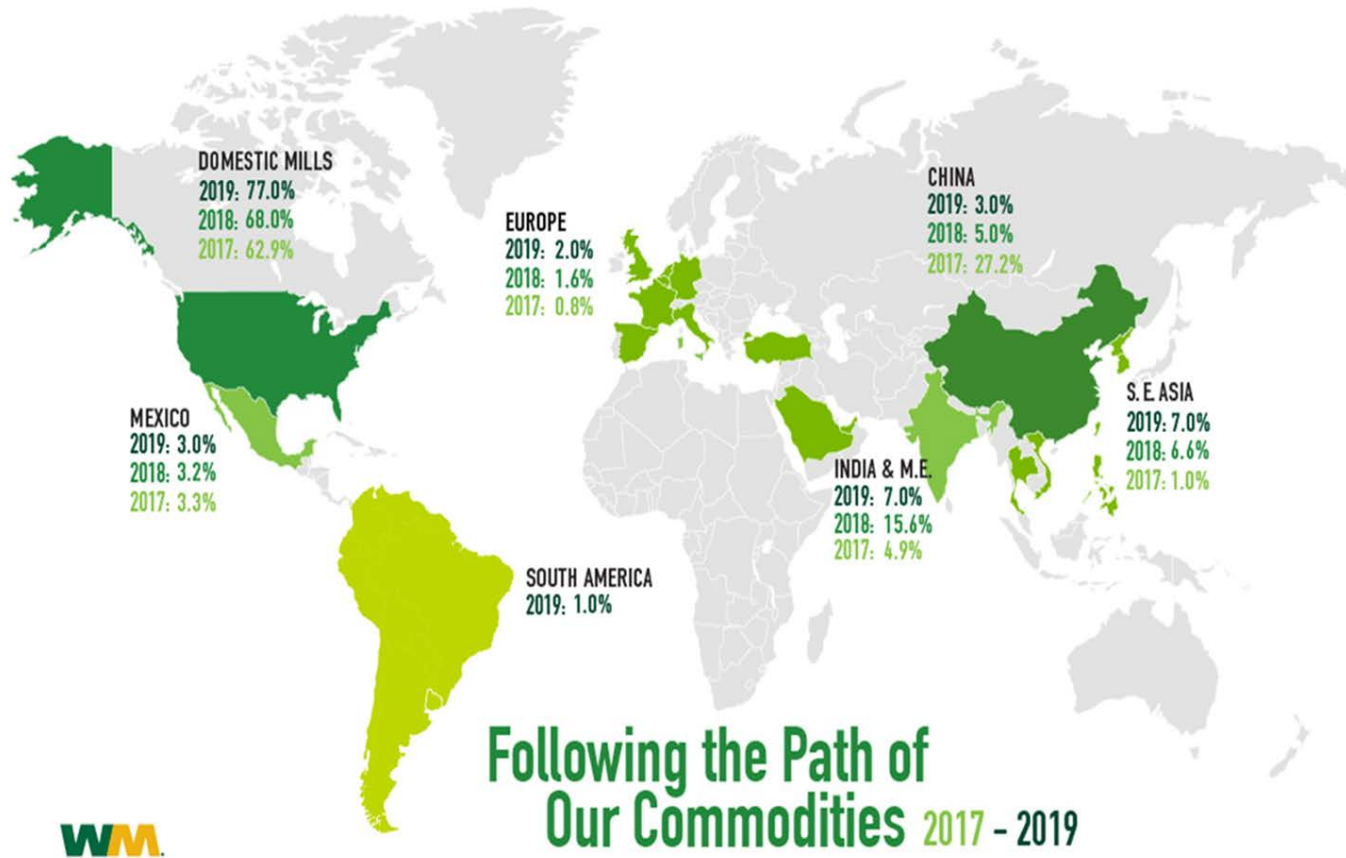 DOMESTIC MILLS
2019: 77.0%
2018: 68.0%
2017: 62.9%
EUROPE
2019: 2.0%
2018: 1.6%
2017: 0.8%
CHINA
2019: 3.0%
2018: 5.0%
2017: 27.2%
MEXICO
2019: 3.0%
2018: 3.2%
2017: 3.3%
S. E. ASIA
2019: 7.0%
2018: 6.6%
2017: 1.0%
INDIA & M.E.
2019: 7.0%
2018: 15.6%
2017: 4.9%
SOUTH AMERICA
2019: 1.0%
Following the Path of
Our Commodities 2017 - 2019
WM.